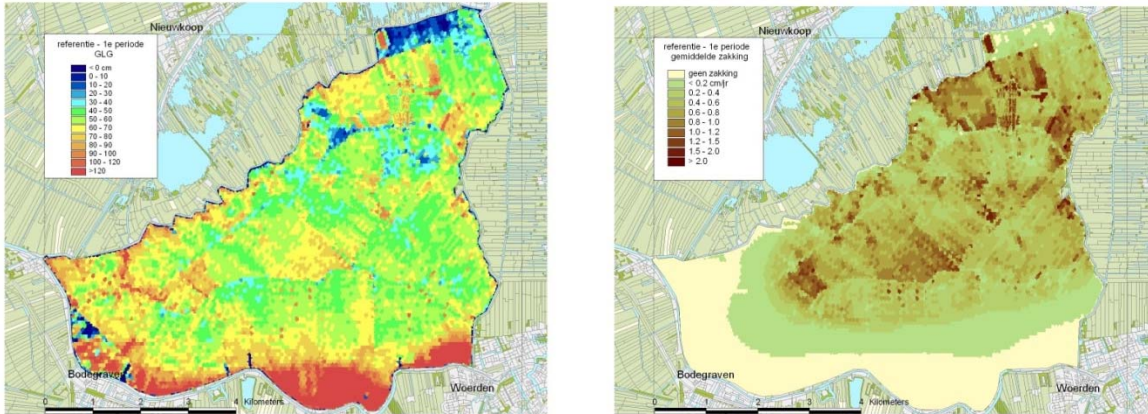 Nieuwkoop
referentie - 1e periode
GLG
< 0 cm
0 - 10
10 - 20
20 - 30
30 - 40
40 - 50
50 - 60
60 - 70
70 - 80
80 - 90
90 - 100
100 - 120
>120
Bodegraven
Woerden
0 1 2 3 4 Kilometers
Nieuwkoop
referentie - 1e periode
gemiddelde zakking
geen zakking
< 0.2 cm/jr
0.2 - 0.4
0.4 - 0.6
0.6 - 0.8
0.8 - 1.0
1.0 - 1.2
1.2 - 1.5
1.5 - 2.0
> 2.0
Bodegraven
Woerden
0 1 2 3 4 Kilometers